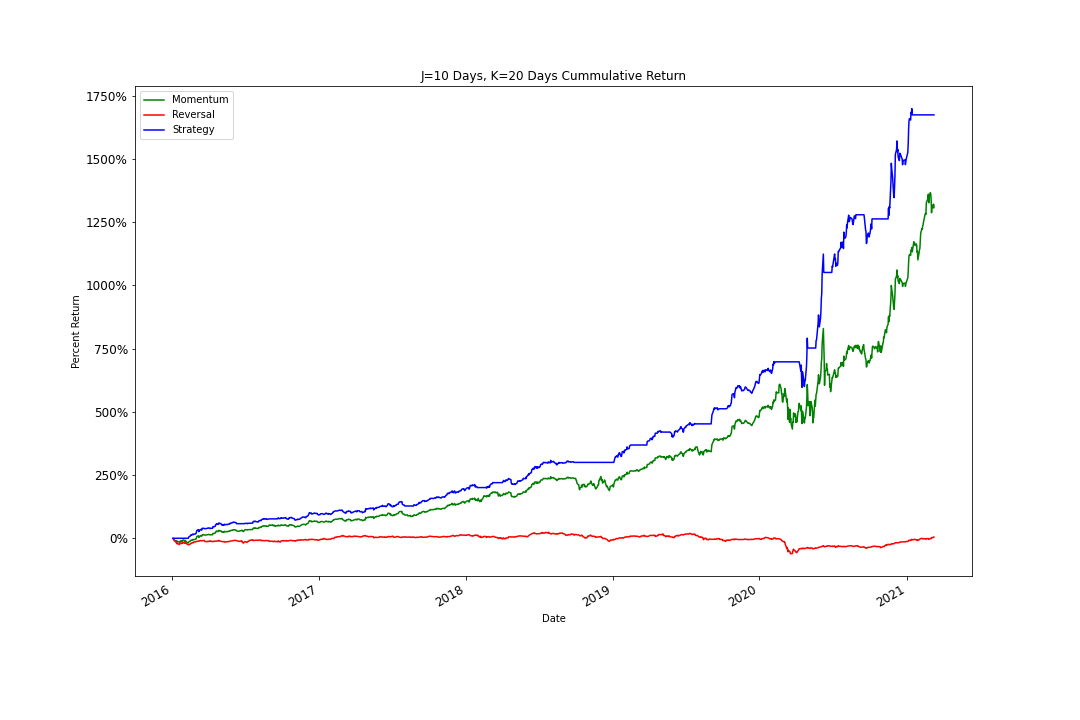 J=10 Days, K=20 Days Cummulative Return
Momentum
Reversal
Strategy
1750%
1500%
1250%
1000%
750%
500%
250%
0%
Percent Return
2016
2017
2018
2019
2020
2021
Date